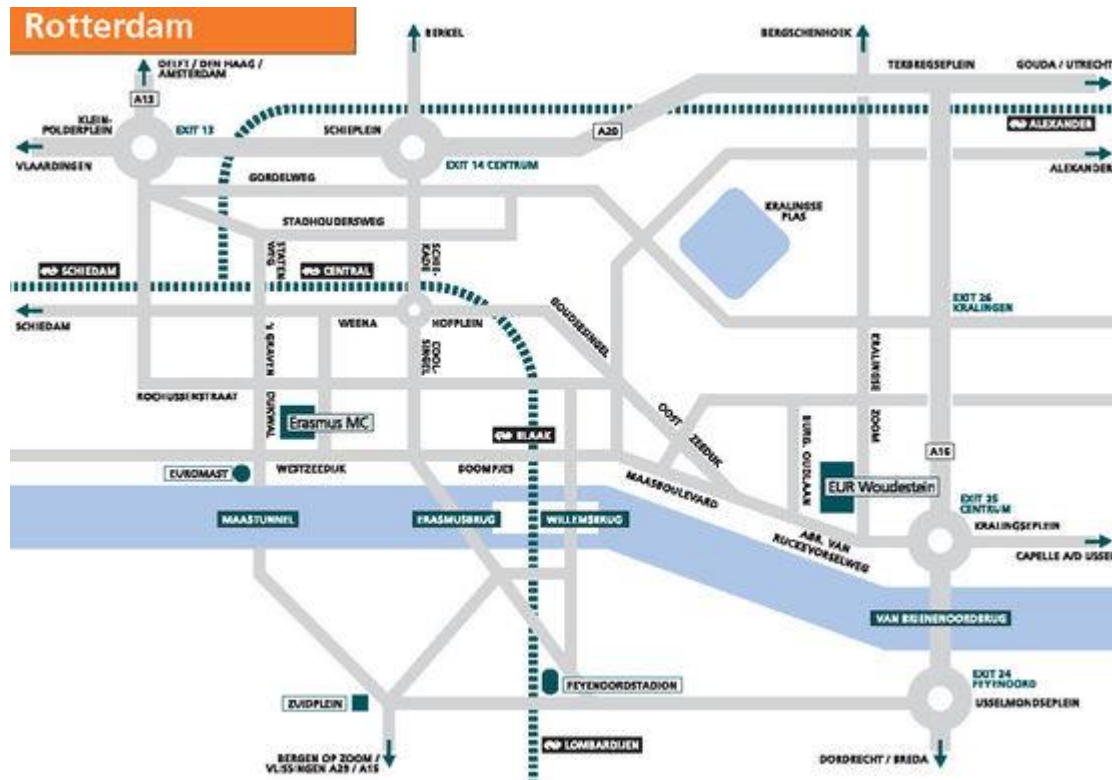 Rotterdam
BERKEL
BERGSCHENHOEK
DELFT / DEN HAAG /
AMSTERDAM
TERBREGSEPLEIN
GOUDA / UTRECHT
A13
KLEIN-
POLDERPLEIN
EXIT 13
SCHIEPLEIN
A20
ALEXANDER
VLAARDINGEN
EXIT 14 CENTRUM
ALEXANDER
GORDELWEG
KRALINGSE
PLAS
STADHOUDERSWEG
STATEN
WEG
SCHIE-
KADE
SCHIEDAM
CENTRAL
EXIT 26
KRALINGEN
SCHIEDAM
WEENA
HOFPLEIN
GOUDSESINGEL
'S GRAVEN
DIJKWAL
COOL-
SINGEL
KRALINGSE
ZOOM
ROCHUSSENSTRAAT
OOST
ZEEDIJK
Erasmus MC
BLAAK
BURG. OUDLAAN
A16
EUROMAST
WESTZEEDIJK
BOOMPJES
MAASBOULEVARD
EUR Woudestein
EXIT 25
CENTRUM
MAASTUNNEL
ERASMUSBRUG
WILLEMSBRUG
KRALINGSEPLEIN
ABR. VAN
RIJCKEVORSELWEG
CAPELLE A/D IJSSEL
VAN BRIENENOORDBRUG
EXIT 24
FEYENOORD
FEYENOORDSTADION
ZUIDPLEIN
IJSSELMONDSEPLEIN
LOMBARDIJEN
BERGEN OP ZOOM /
VLISSINGEN A29 / A15
DORDRECHT / BREDA